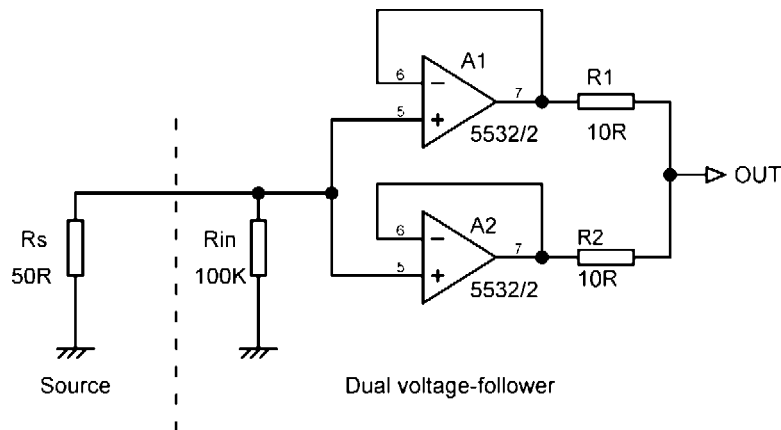 A1
6
−
7
5
+
5532/2
R1
10R
OUT
A2
6
−
7
5
+
5532/2
R2
10R
Rs
50R
Rin
100K
Source
Dual voltage-follower